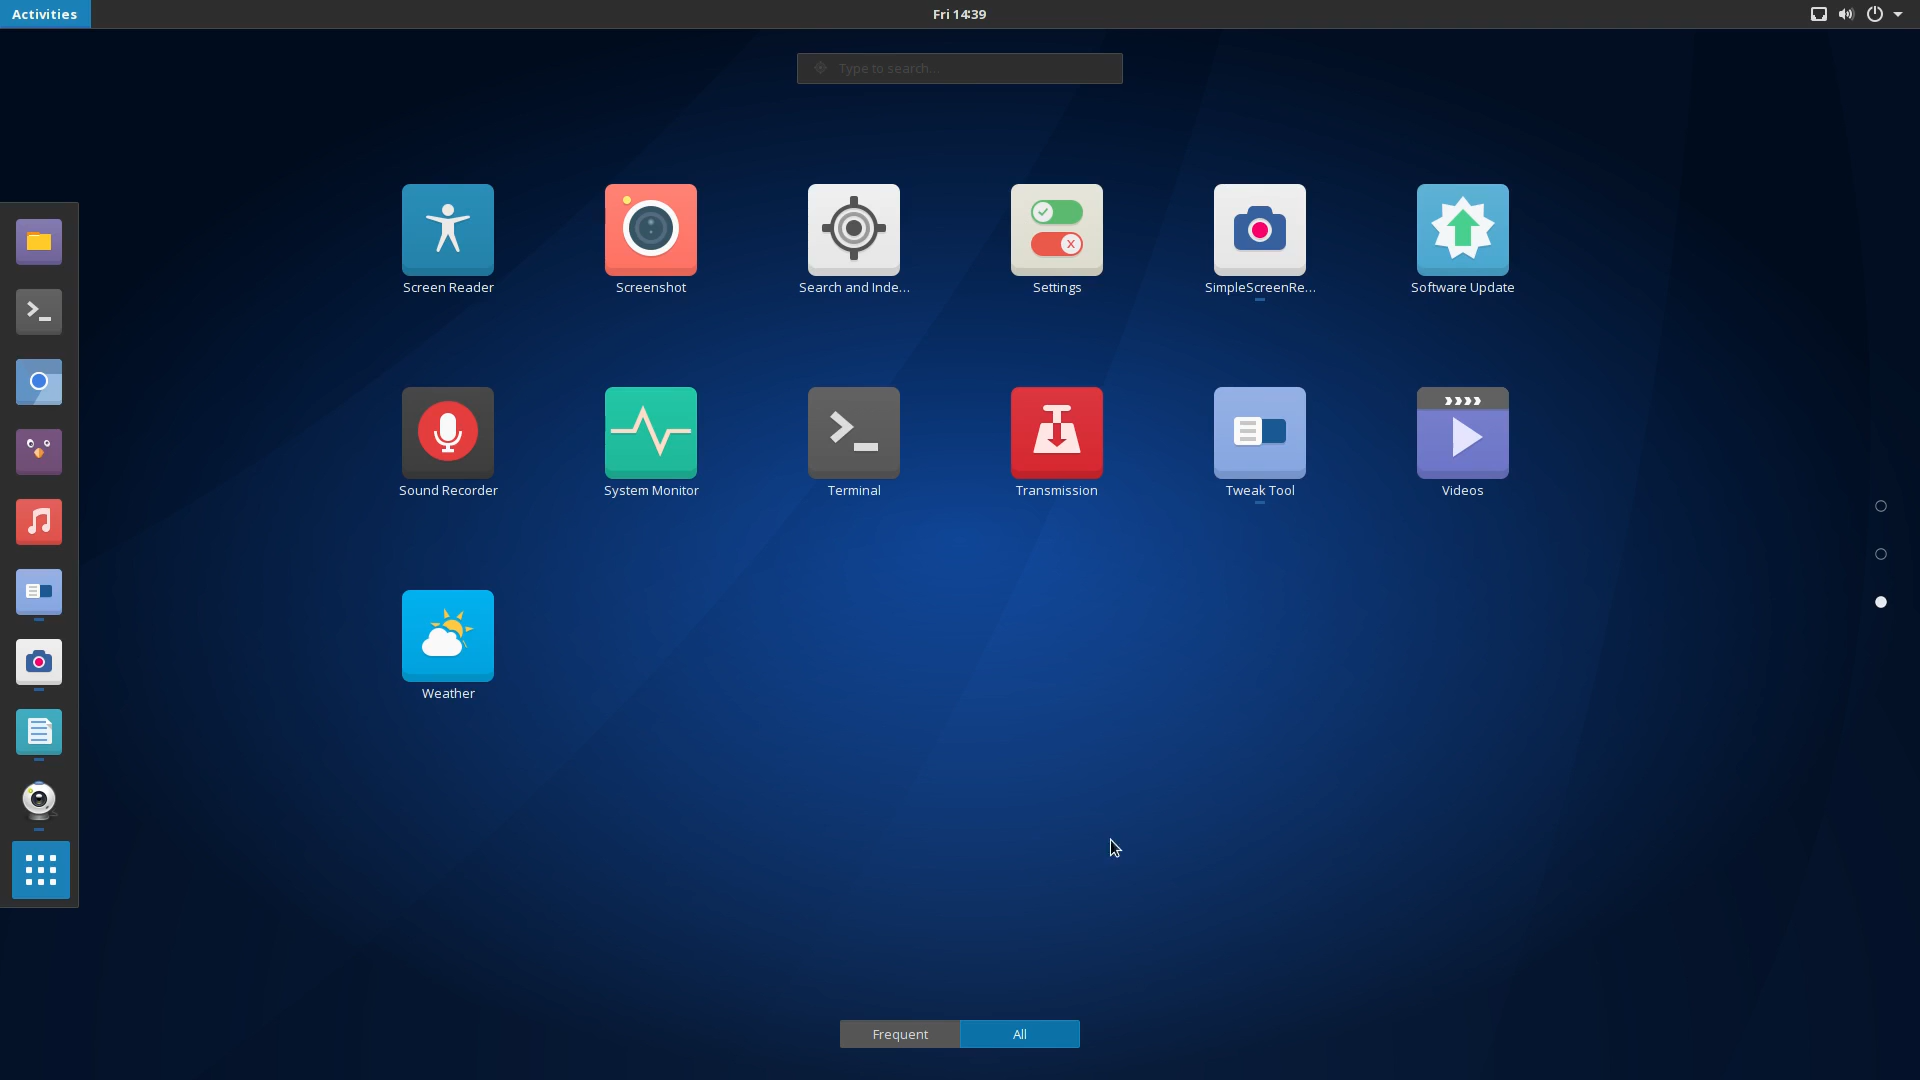 Activities
Fri 14:39
Type to search...
Screen Reader
Screenshot
Search and Inde...
Settings
SimpleScreenRe...
Software Update
Sound Recorder
System Monitor
Terminal
Transmission
Tweak Tool
Videos
Weather
Frequent
All